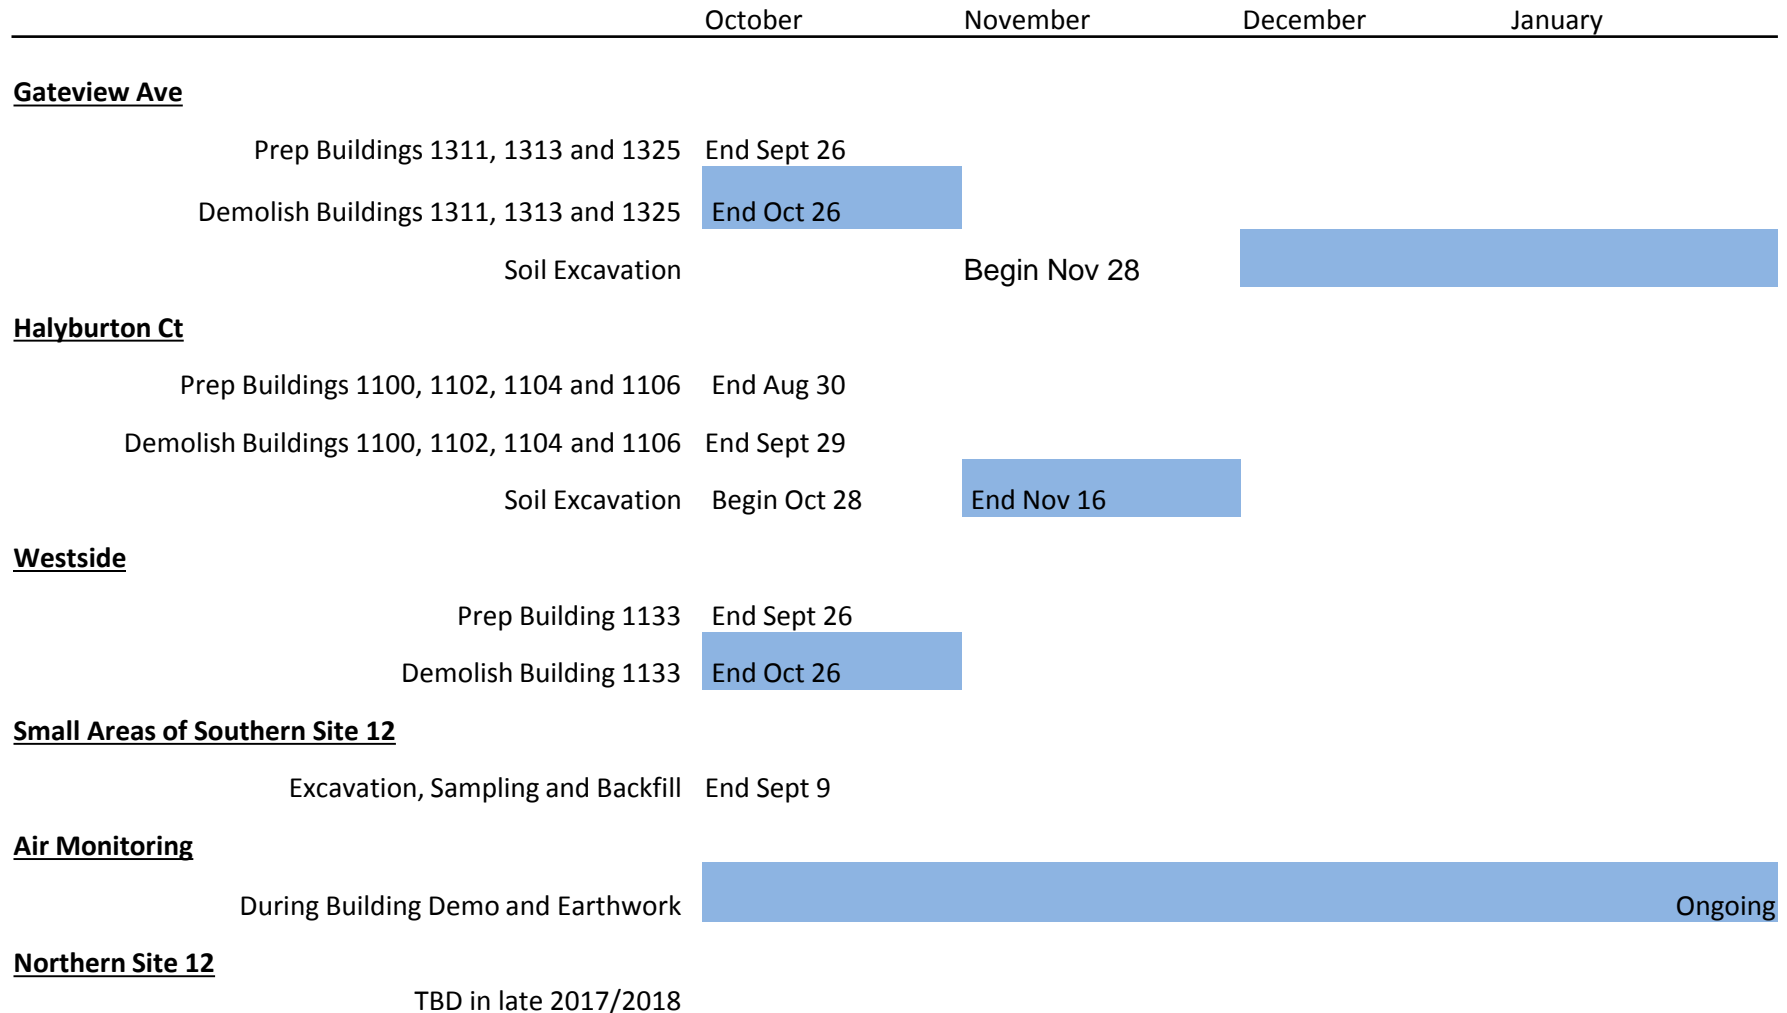 October November December January
Gateview Ave
Prep Buildings 1311, 1313 and 1325 End Sept 26
Demolish Buildings 1311, 1313 and 1325 End Oct 26
Soil Excavation Begin Nov 28
Halyburton Ct
Prep Buildings 1100, 1102, 1104 and 1106 End Aug 30
Demolish Buildings 1100, 1102, 1104 and 1106 End Sept 29
Soil Excavation Begin Oct 28 End Nov 16
Westside
Prep Building 1133 End Sept 26
Demolish Building 1133 End Oct 26
Small Areas of Southern Site 12
Excavation, Sampling and Backfill End Sept 9
Air Monitoring
During Building Demo and Earthwork Ongoing
Northern Site 12
TBD in late 2017/2018